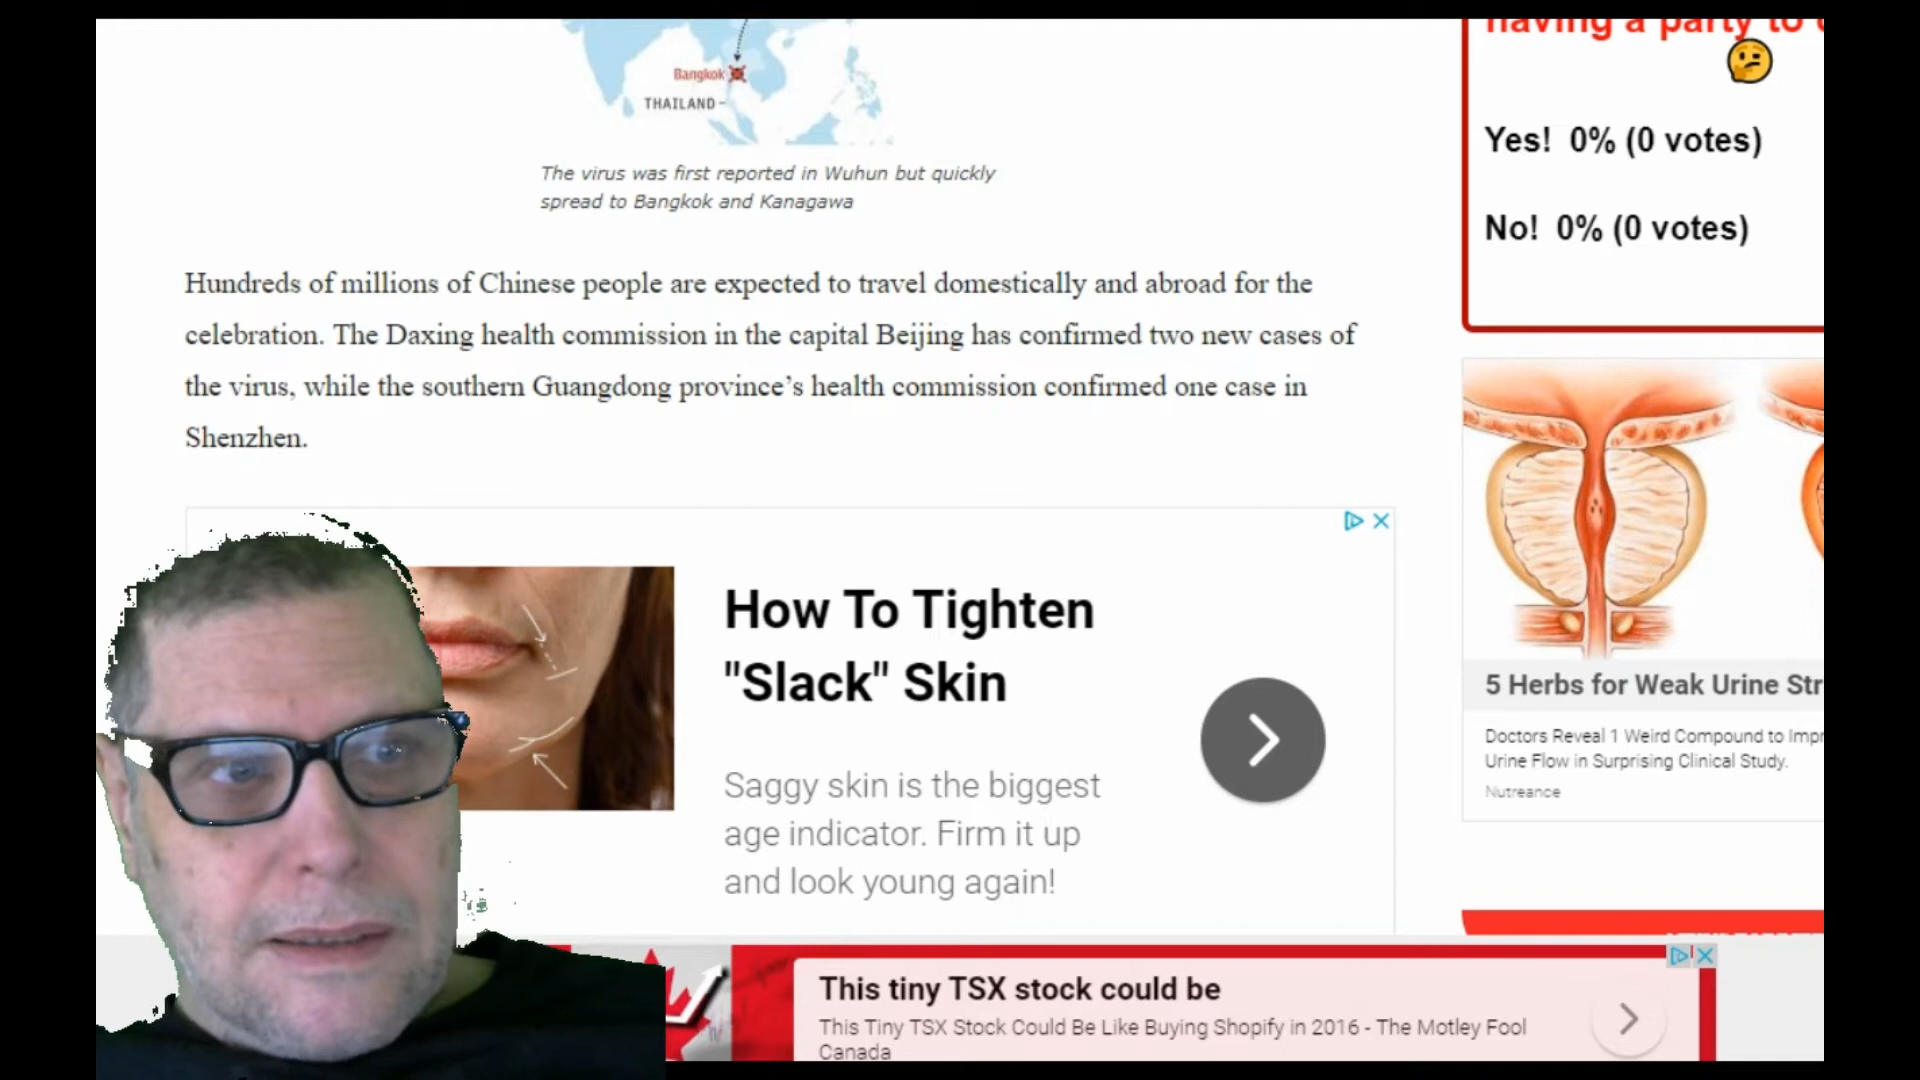 having a party to
Bangkok
THAILAND
The virus was first reported in Wuhun but quickly
spread to Bangkok and Kanagawa
Yes! 0% (0 votes)
No! 0% (0 votes)
Hundreds of millions of Chinese people are expected to travel domestically and abroad for the
celebration. The Daxing health commission in the capital Beijing has confirmed two new cases of
the virus, while the southern Guangdong province’s health commission confirmed one case in
Shenzhen.
How To Tighten
"Slack" Skin
Saggy skin is the biggest
age indicator. Firm it up
and look young again!
5 Herbs for Weak Urine Str
Doctors Reveal 1 Weird Compound to Impr
Urine Flow in Surprising Clinical Study.
Nutreance
This tiny TSX stock could be
This Tiny TSX Stock Could Be Like Buying Shopify in 2016 - The Motley Fool
Canada